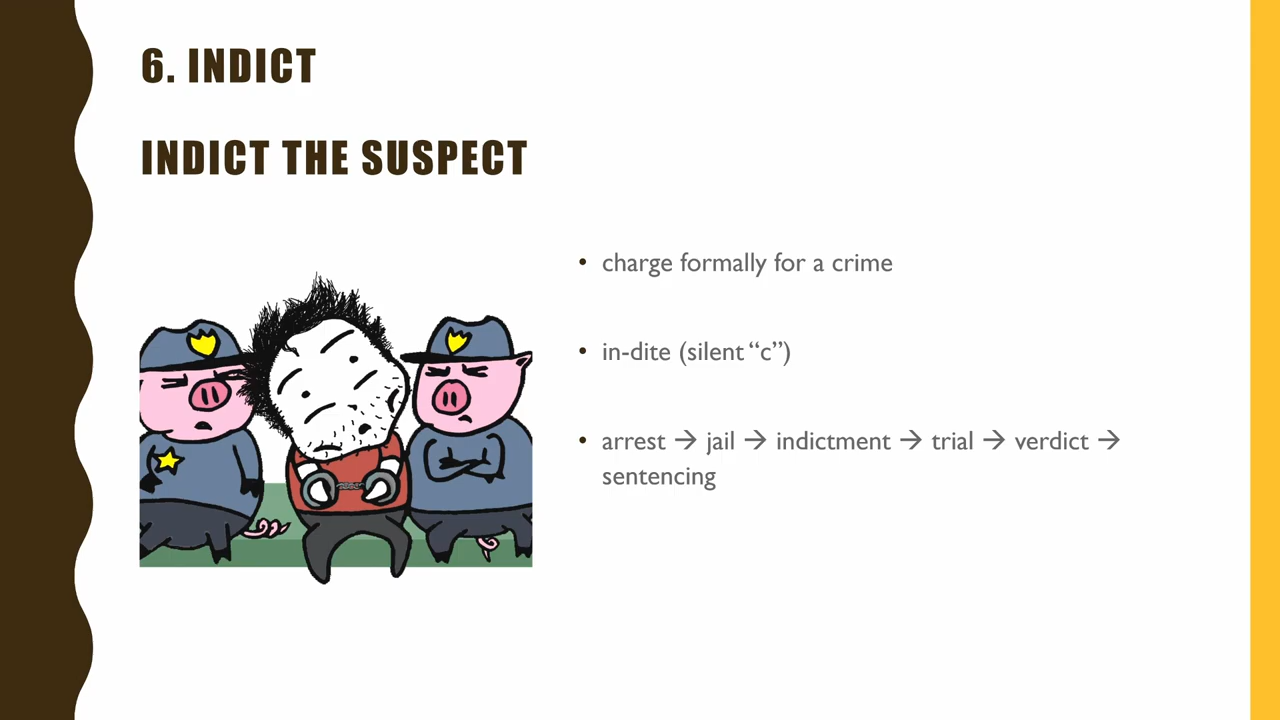 6. INDICT
INDICT THE SUSPECT
• charge formally for a crime
• in-dite (silent “c”)
• arrest → jail → indictment → trial → verdict →
sentencing